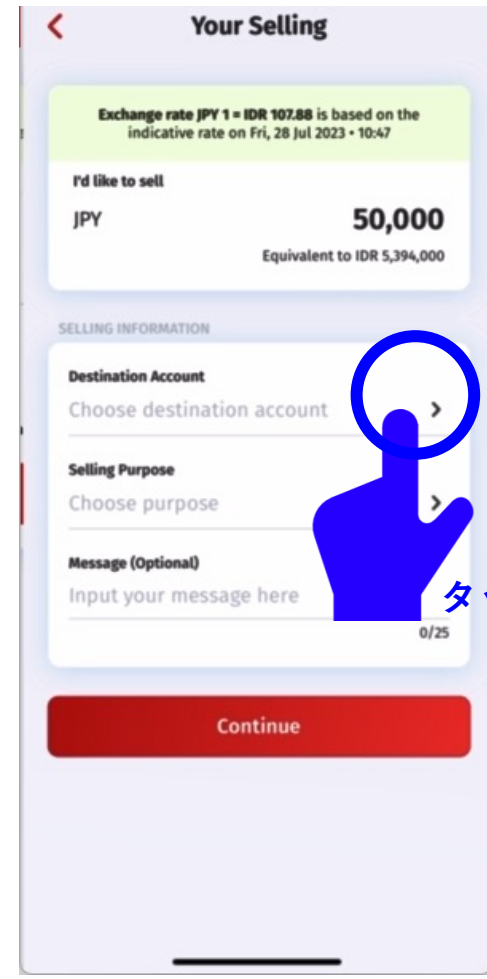 Your Selling
Exchange rate JPY 1 = IDR 107.88 is based on the
indicative rate on Fri, 28 Jul 2023 • 10:47
I'd like to sell
JPY 50,000
Equivalent to IDR 5,394,000
SELLING INFORMATION
Destination Account
Choose destination account
Selling Purpose
Choose purpose
Message (Optional)
Input your message here
タ
0/25
Continue